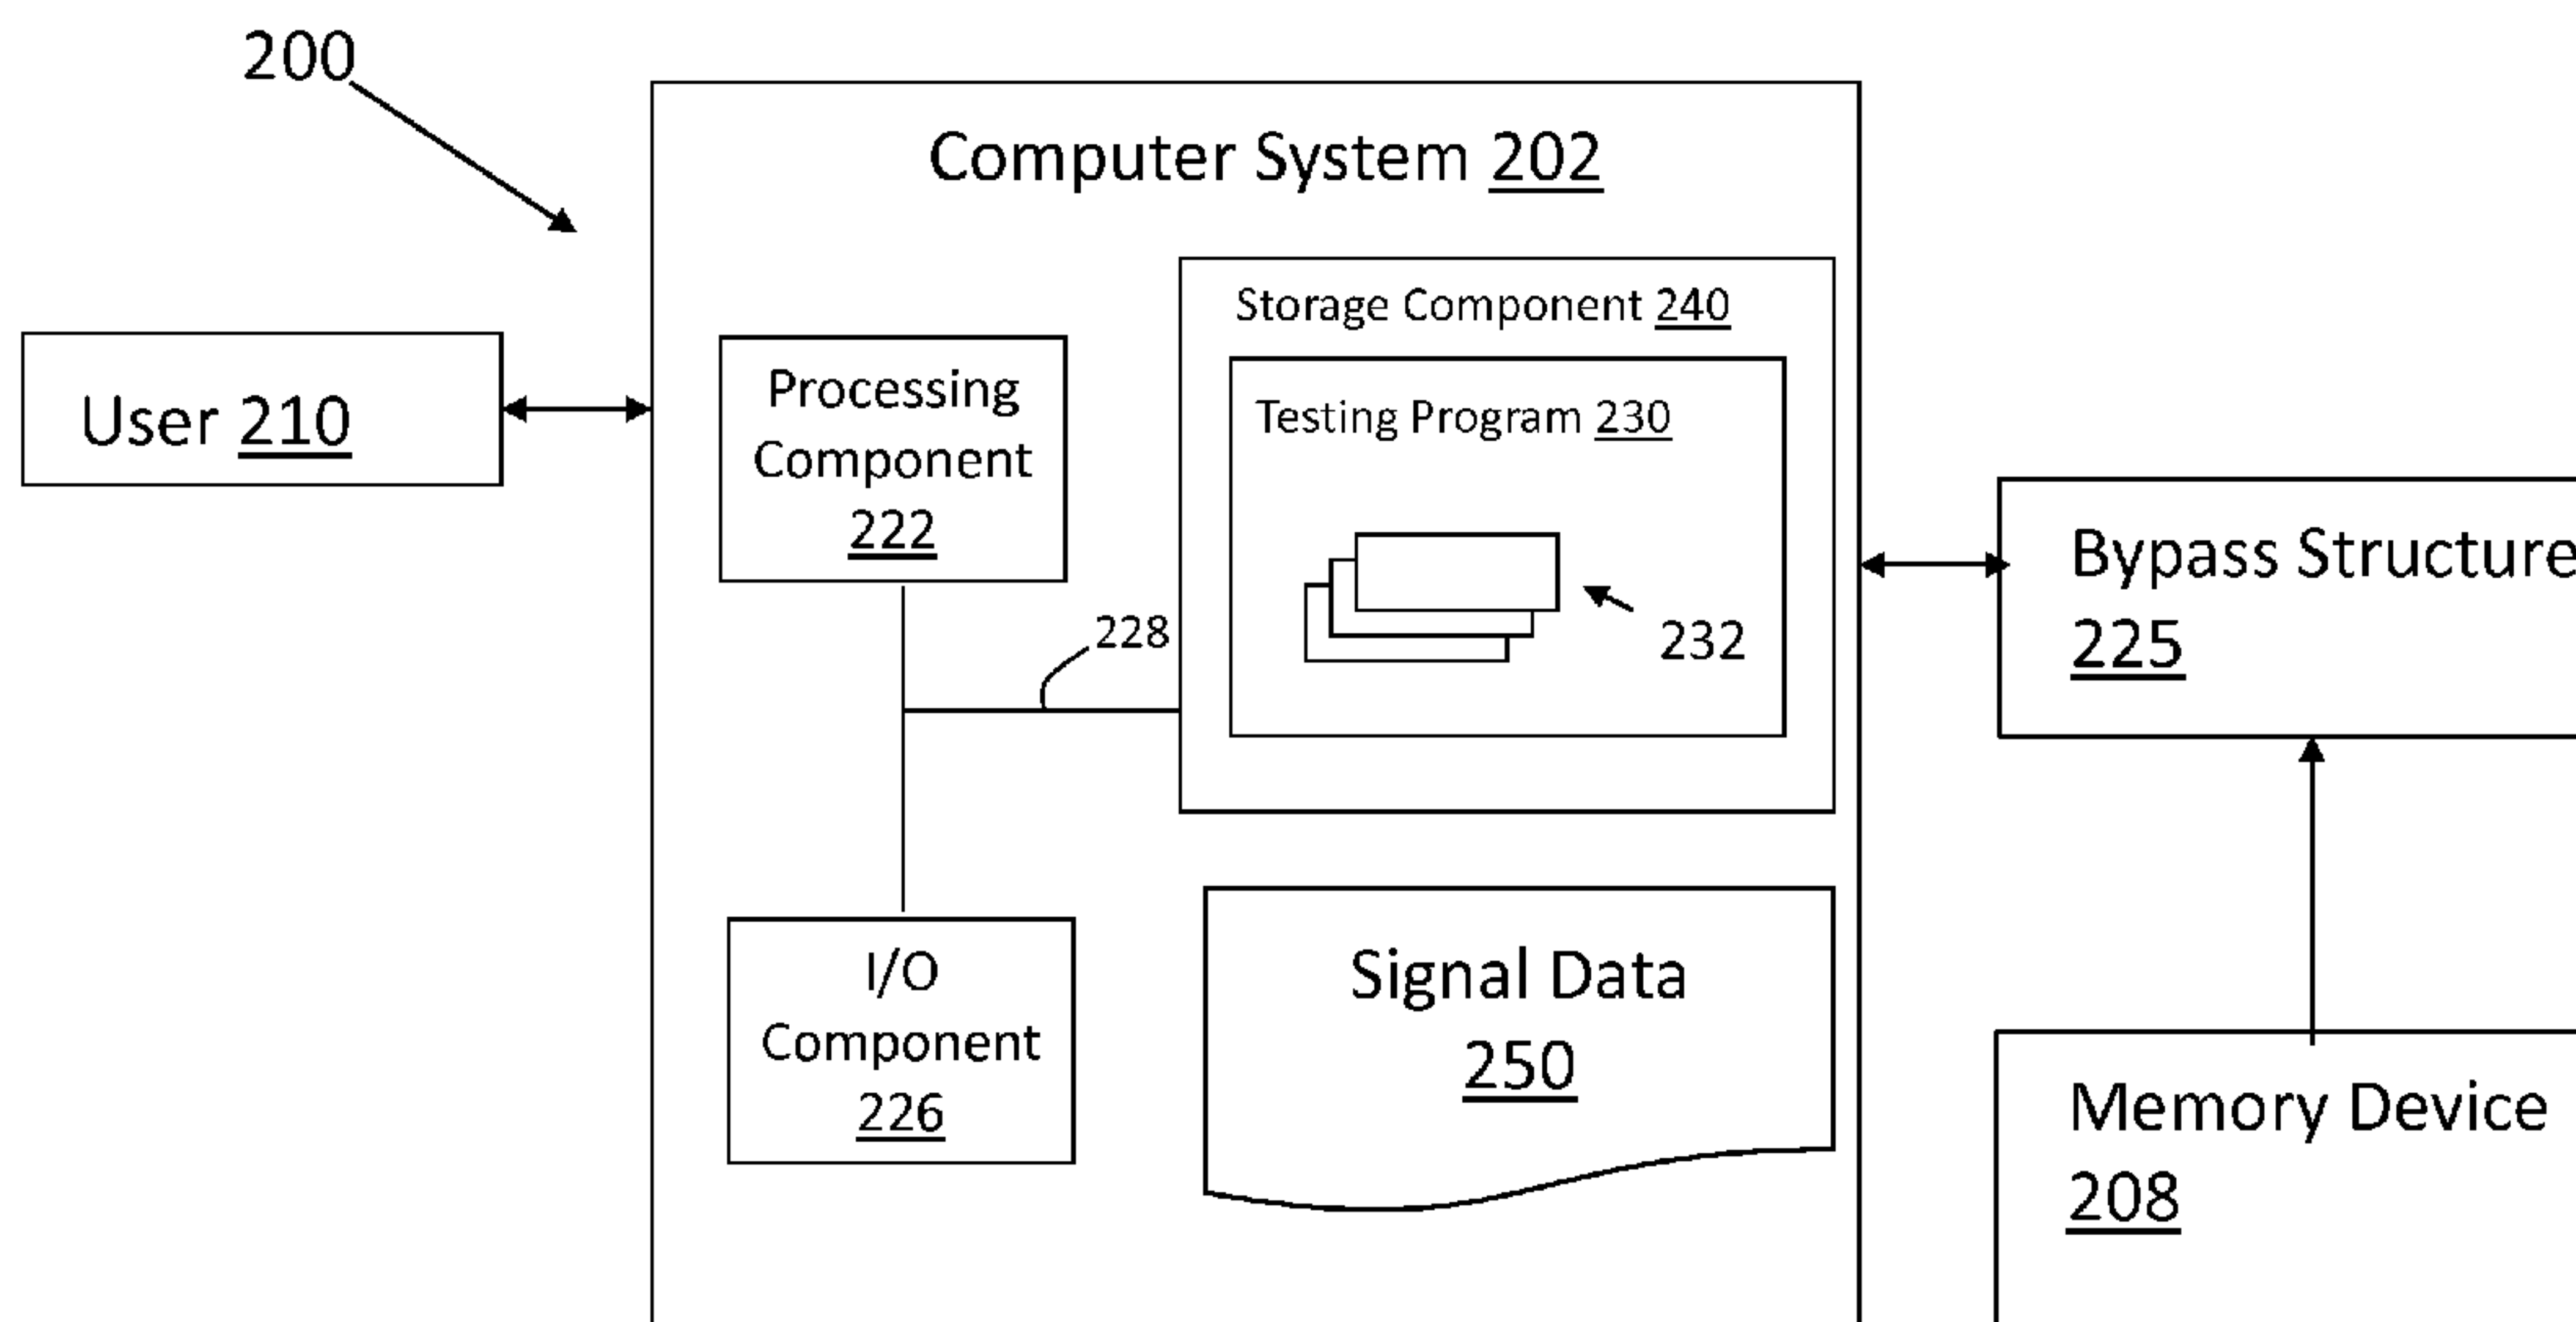 200
Computer System 202
Storage Component 240
Processing
Component
222
Testing Program 230
User 210
232
228
Bypass Structure
225
I/O
Component
226
Signal Data
250
Memory Device
208